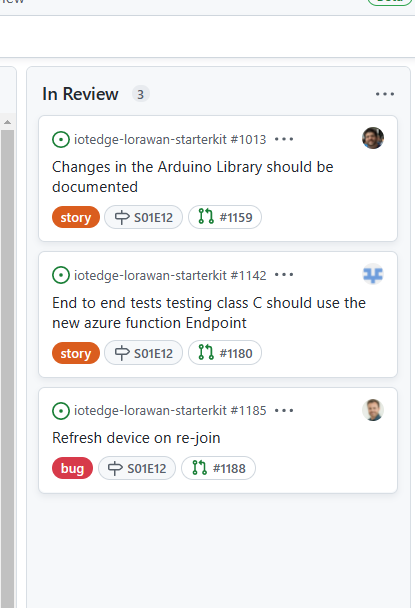 In Review 3
iotedge-lorawan-starterkit #1013
Changes in the Arduino Library should be
documented
story S01E12 #1159
iotedge-lorawan-starterkit #1142
End to end tests testing class C should use the
new azure function Endpoint
story S01E12 #1180
iotedge-lorawan-starterkit #1185
Refresh device on re-join
bug S01E12 #1188